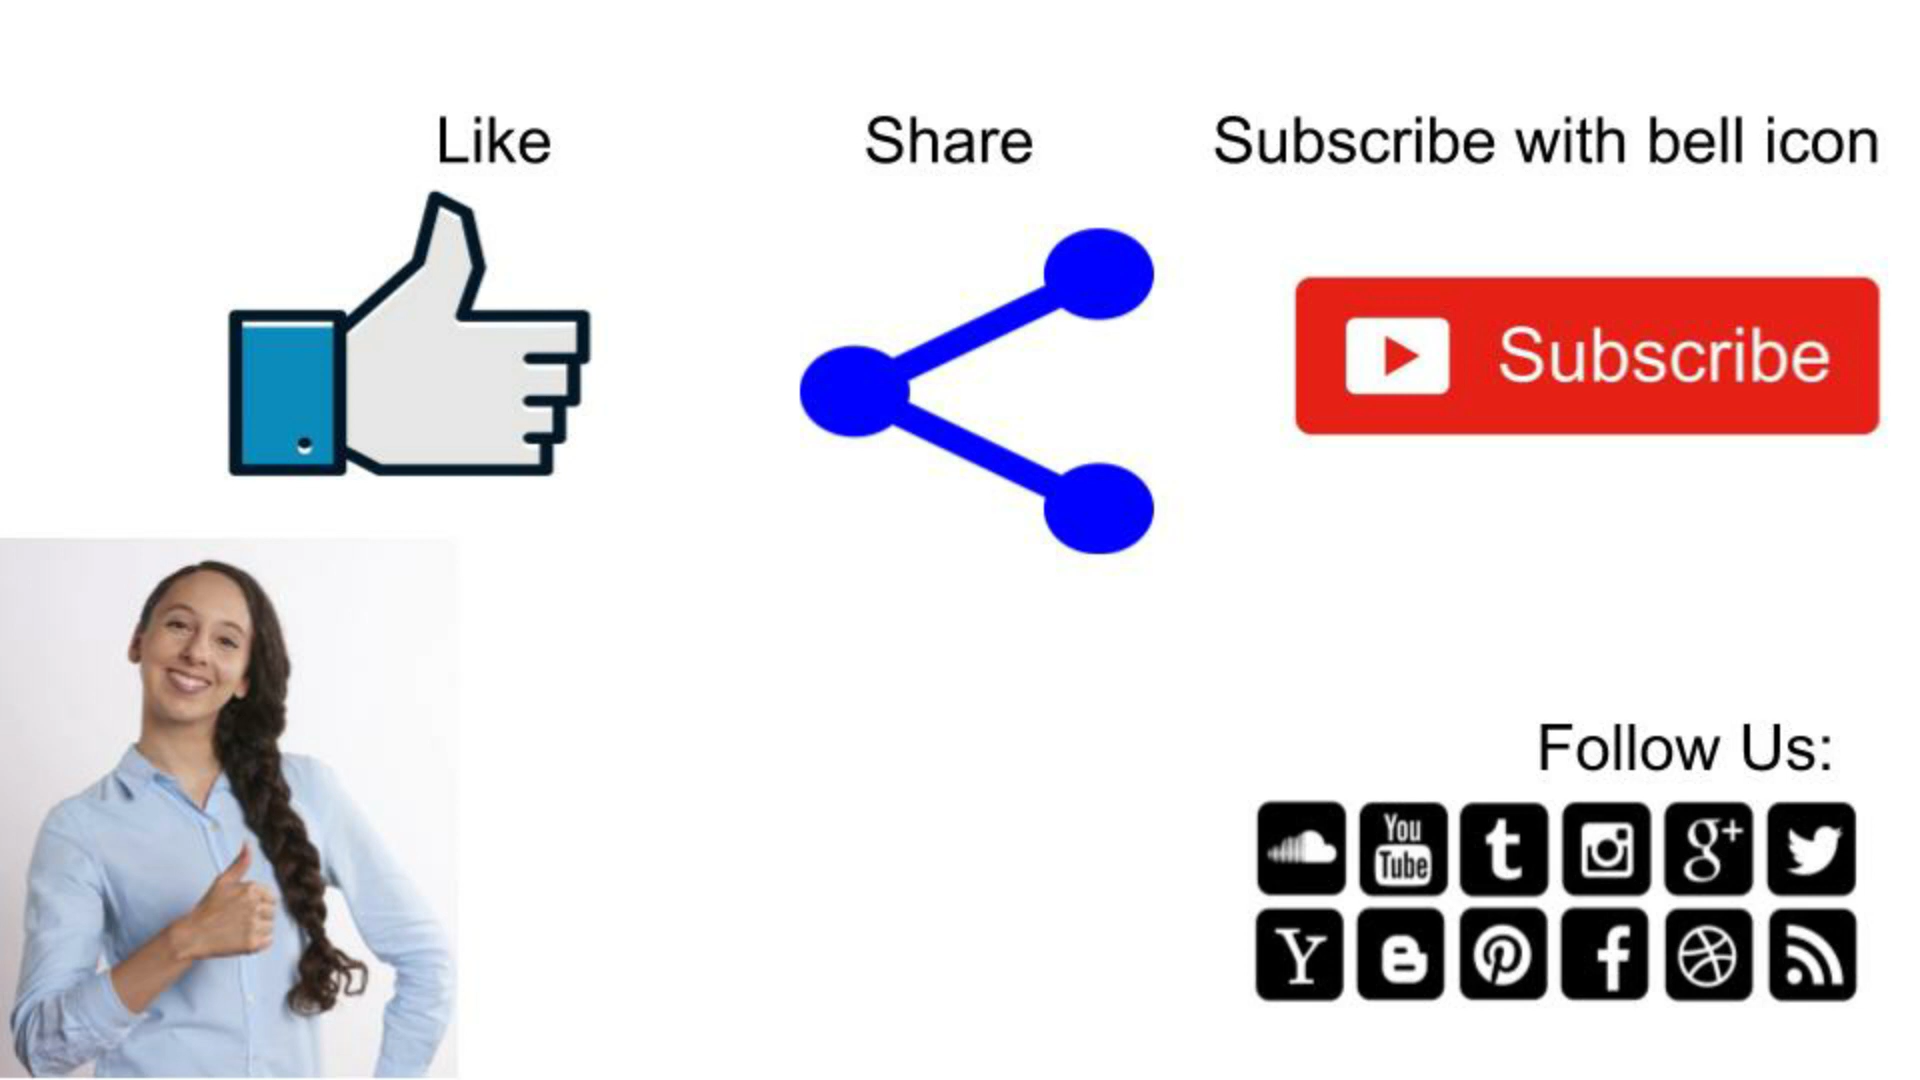 Like
Share
Subscribe with bell icon
Subscribe
Follow Us:
You
Tube
t
g+
Y
B
f